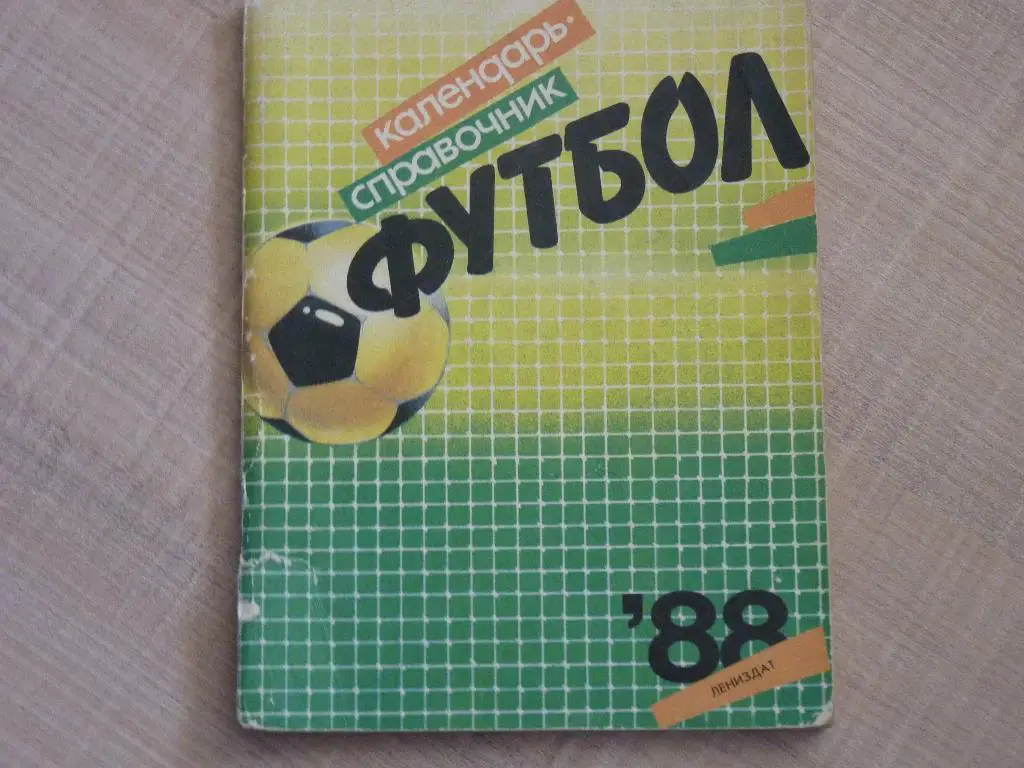 календарь·
справочник
ФУТБОЛ
'88
ЛЕНИЗДАТ